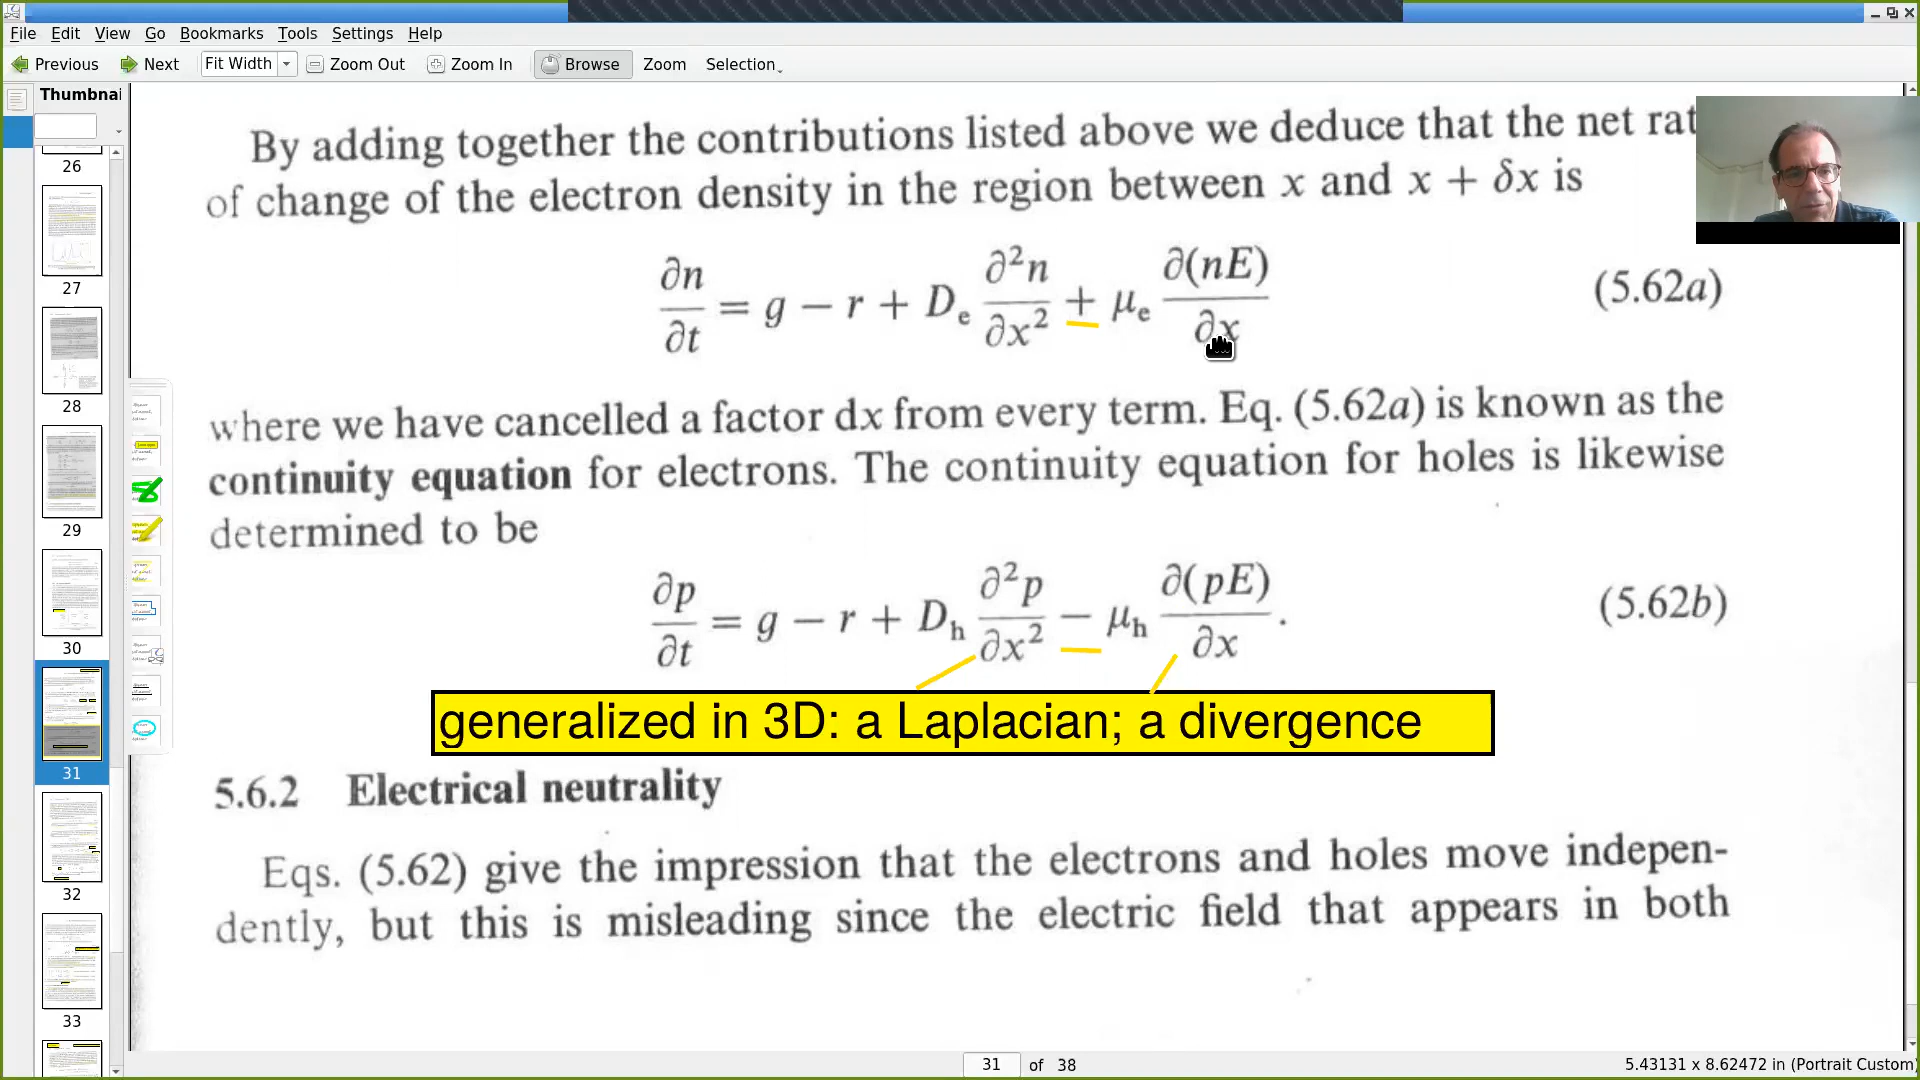 File Edit View Go Bookmarks Tools Settings Help
Previous Next Fit Width Zoom Out Zoom In Browse Zoom Selection
Thumbnai
26
27
28
29
30
31
32
33
By adding together the contributions listed above we deduce that the net rat
of change of the electron density in the region between x and x + δx is
∂n/∂t = g − r + Dₑ ∂²n/∂x² + μₑ ∂(nE)/∂x (5.62a)
where we have cancelled a factor dx from every term. Eq. (5.62a) is known as the
continuity equation for electrons. The continuity equation for holes is likewise
determined to be
∂p/∂t = g − r + Dₕ ∂²p/∂x² − μₕ ∂(pE)/∂x. (5.62b)
generalized in 3D: a Laplacian; a divergence
5.6.2 Electrical neutrality
Eqs. (5.62) give the impression that the electrons and holes move indepen-
dently, but this is misleading since the electric field that appears in both
31 of 38
5.43131 x 8.62472 in (Portrait Custom)